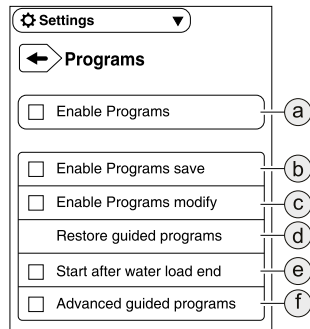 Settings
Programs
Enable Programs a
Enable Programs save b
Enable Programs modify c
Restore guided programs d
Start after water load end e
Advanced guided programs f